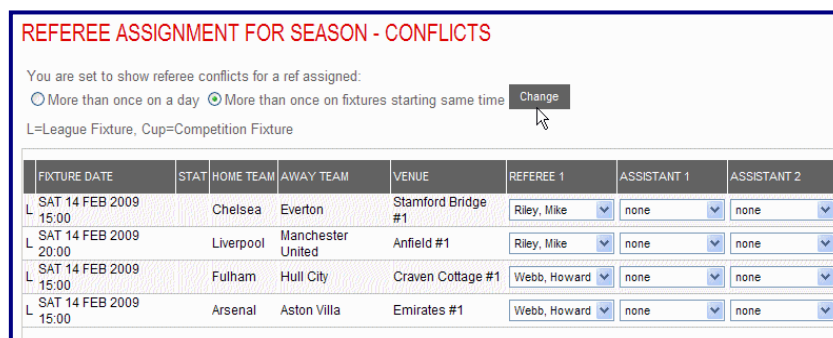 REFEREE ASSIGNMENT FOR SEASON - CONFLICTS
You are set to show referee conflicts for a ref assigned:
More than once on a day More than once on fixtures starting same time Change
L=League Fixture, Cup=Competition Fixture
FIXTURE DATE STAT HOME TEAM AWAY TEAM VENUE REFEREE 1 ASSISTANT 1 ASSISTANT 2
L SAT 14 FEB 2009 15:00 Chelsea Everton Stamford Bridge #1 Riley, Mike none none
L SAT 14 FEB 2009 20:00 Liverpool Manchester United Anfield #1 Riley, Mike none none
L SAT 14 FEB 2009 15:00 Fulham Hull City Craven Cottage #1 Webb, Howard none none
L SAT 14 FEB 2009 15:00 Arsenal Aston Villa Emirates #1 Webb, Howard none none